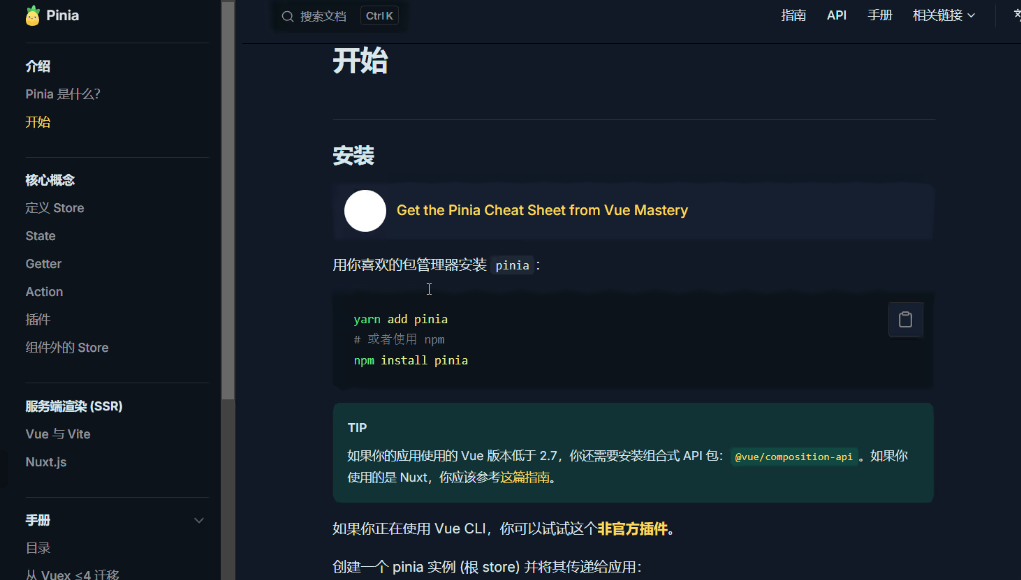 Pinia
搜索文档 Ctrl K
指南 API 手册 相关链接
介绍
Pinia 是什么?
开始
核心概念
定义 Store
State
Getter
Action
插件
组件外的 Store
服务端渲染 (SSR)
Vue 与 Vite
Nuxt.js
手册
目录
从 Vuex ≤4 迁移
开始
安装
Get the Pinia Cheat Sheet from Vue Mastery
用你喜欢的包管理器安装 pinia：
yarn add pinia
# 或者使用 npm
npm install pinia
TIP
如果你的应用使用的 Vue 版本低于 2.7，你还需要安装组合式 API 包：@vue/composition-api 。如果你
使用的是 Nuxt，你应该参考这篇指南。
如果你正在使用 Vue CLI，你可以试试这个非官方插件。
创建一个 pinia 实例 (根 store) 并将其传递给应用：